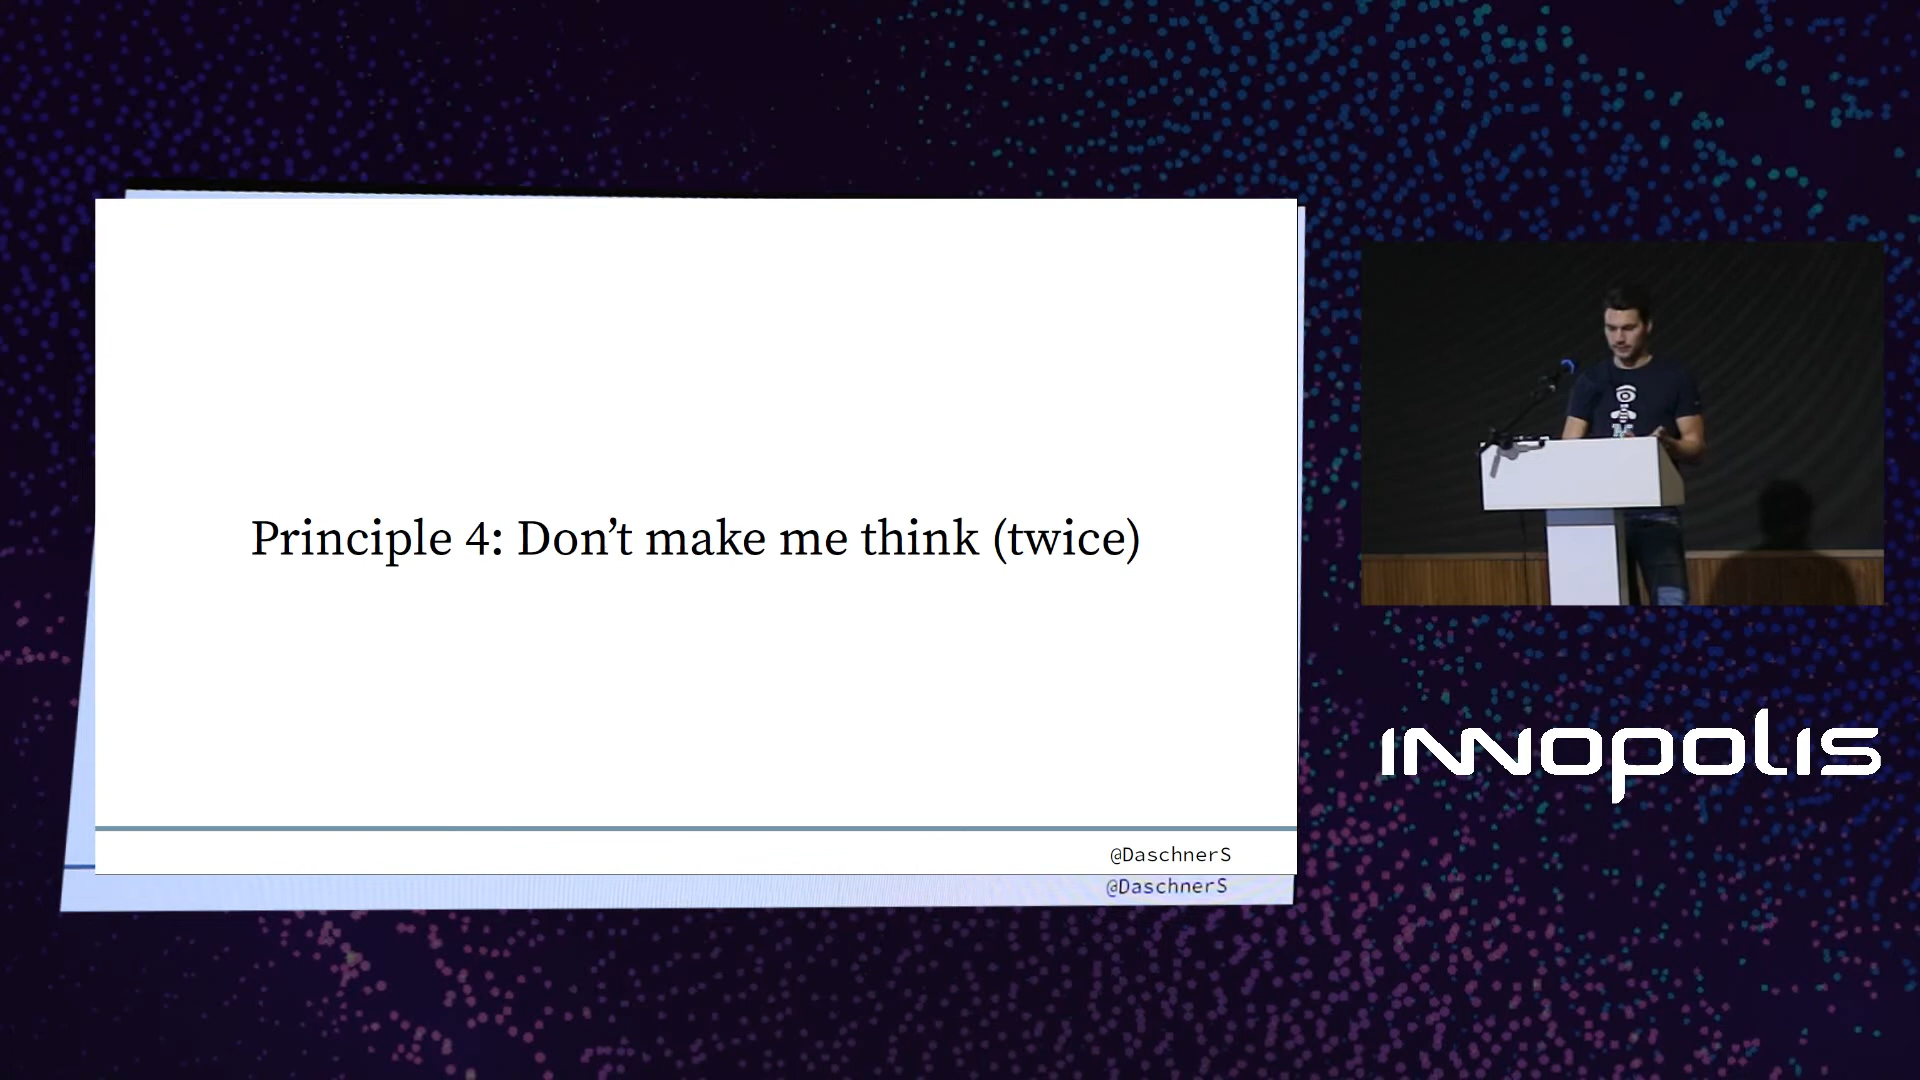 Principle 4: Don’t make me think (twice)
@DaschnerS
@DaschnerS
INNOPOLIS